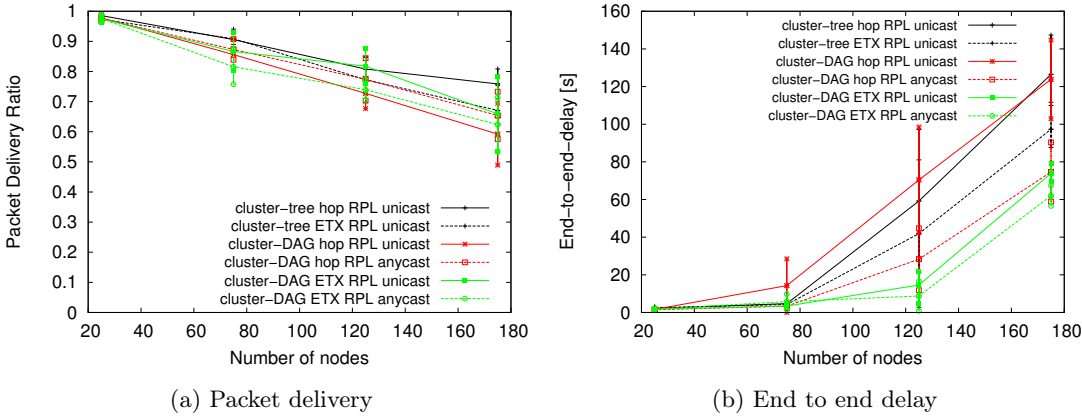 1
0.9
0.8
0.7
0.6
0.5
0.4
0.3
0.2
0.1
0
Packet Delivery Ratio
cluster−tree hop RPL unicast
cluster−tree ETX RPL unicast
cluster−DAG hop RPL unicast
cluster−DAG hop RPL anycast
cluster−DAG ETX RPL unicast
cluster−DAG ETX RPL anycast
20 40 60 80 100 120 140 160 180
Number of nodes
(a) Packet delivery
160
140
120
100
80
60
40
20
0
End−to−end−delay [s]
cluster−tree hop RPL unicast
cluster−tree ETX RPL unicast
cluster−DAG hop RPL unicast
cluster−DAG hop RPL anycast
cluster−DAG ETX RPL unicast
cluster−DAG ETX RPL anycast
20 40 60 80 100 120 140 160 180
Number of nodes
(b) End to end delay